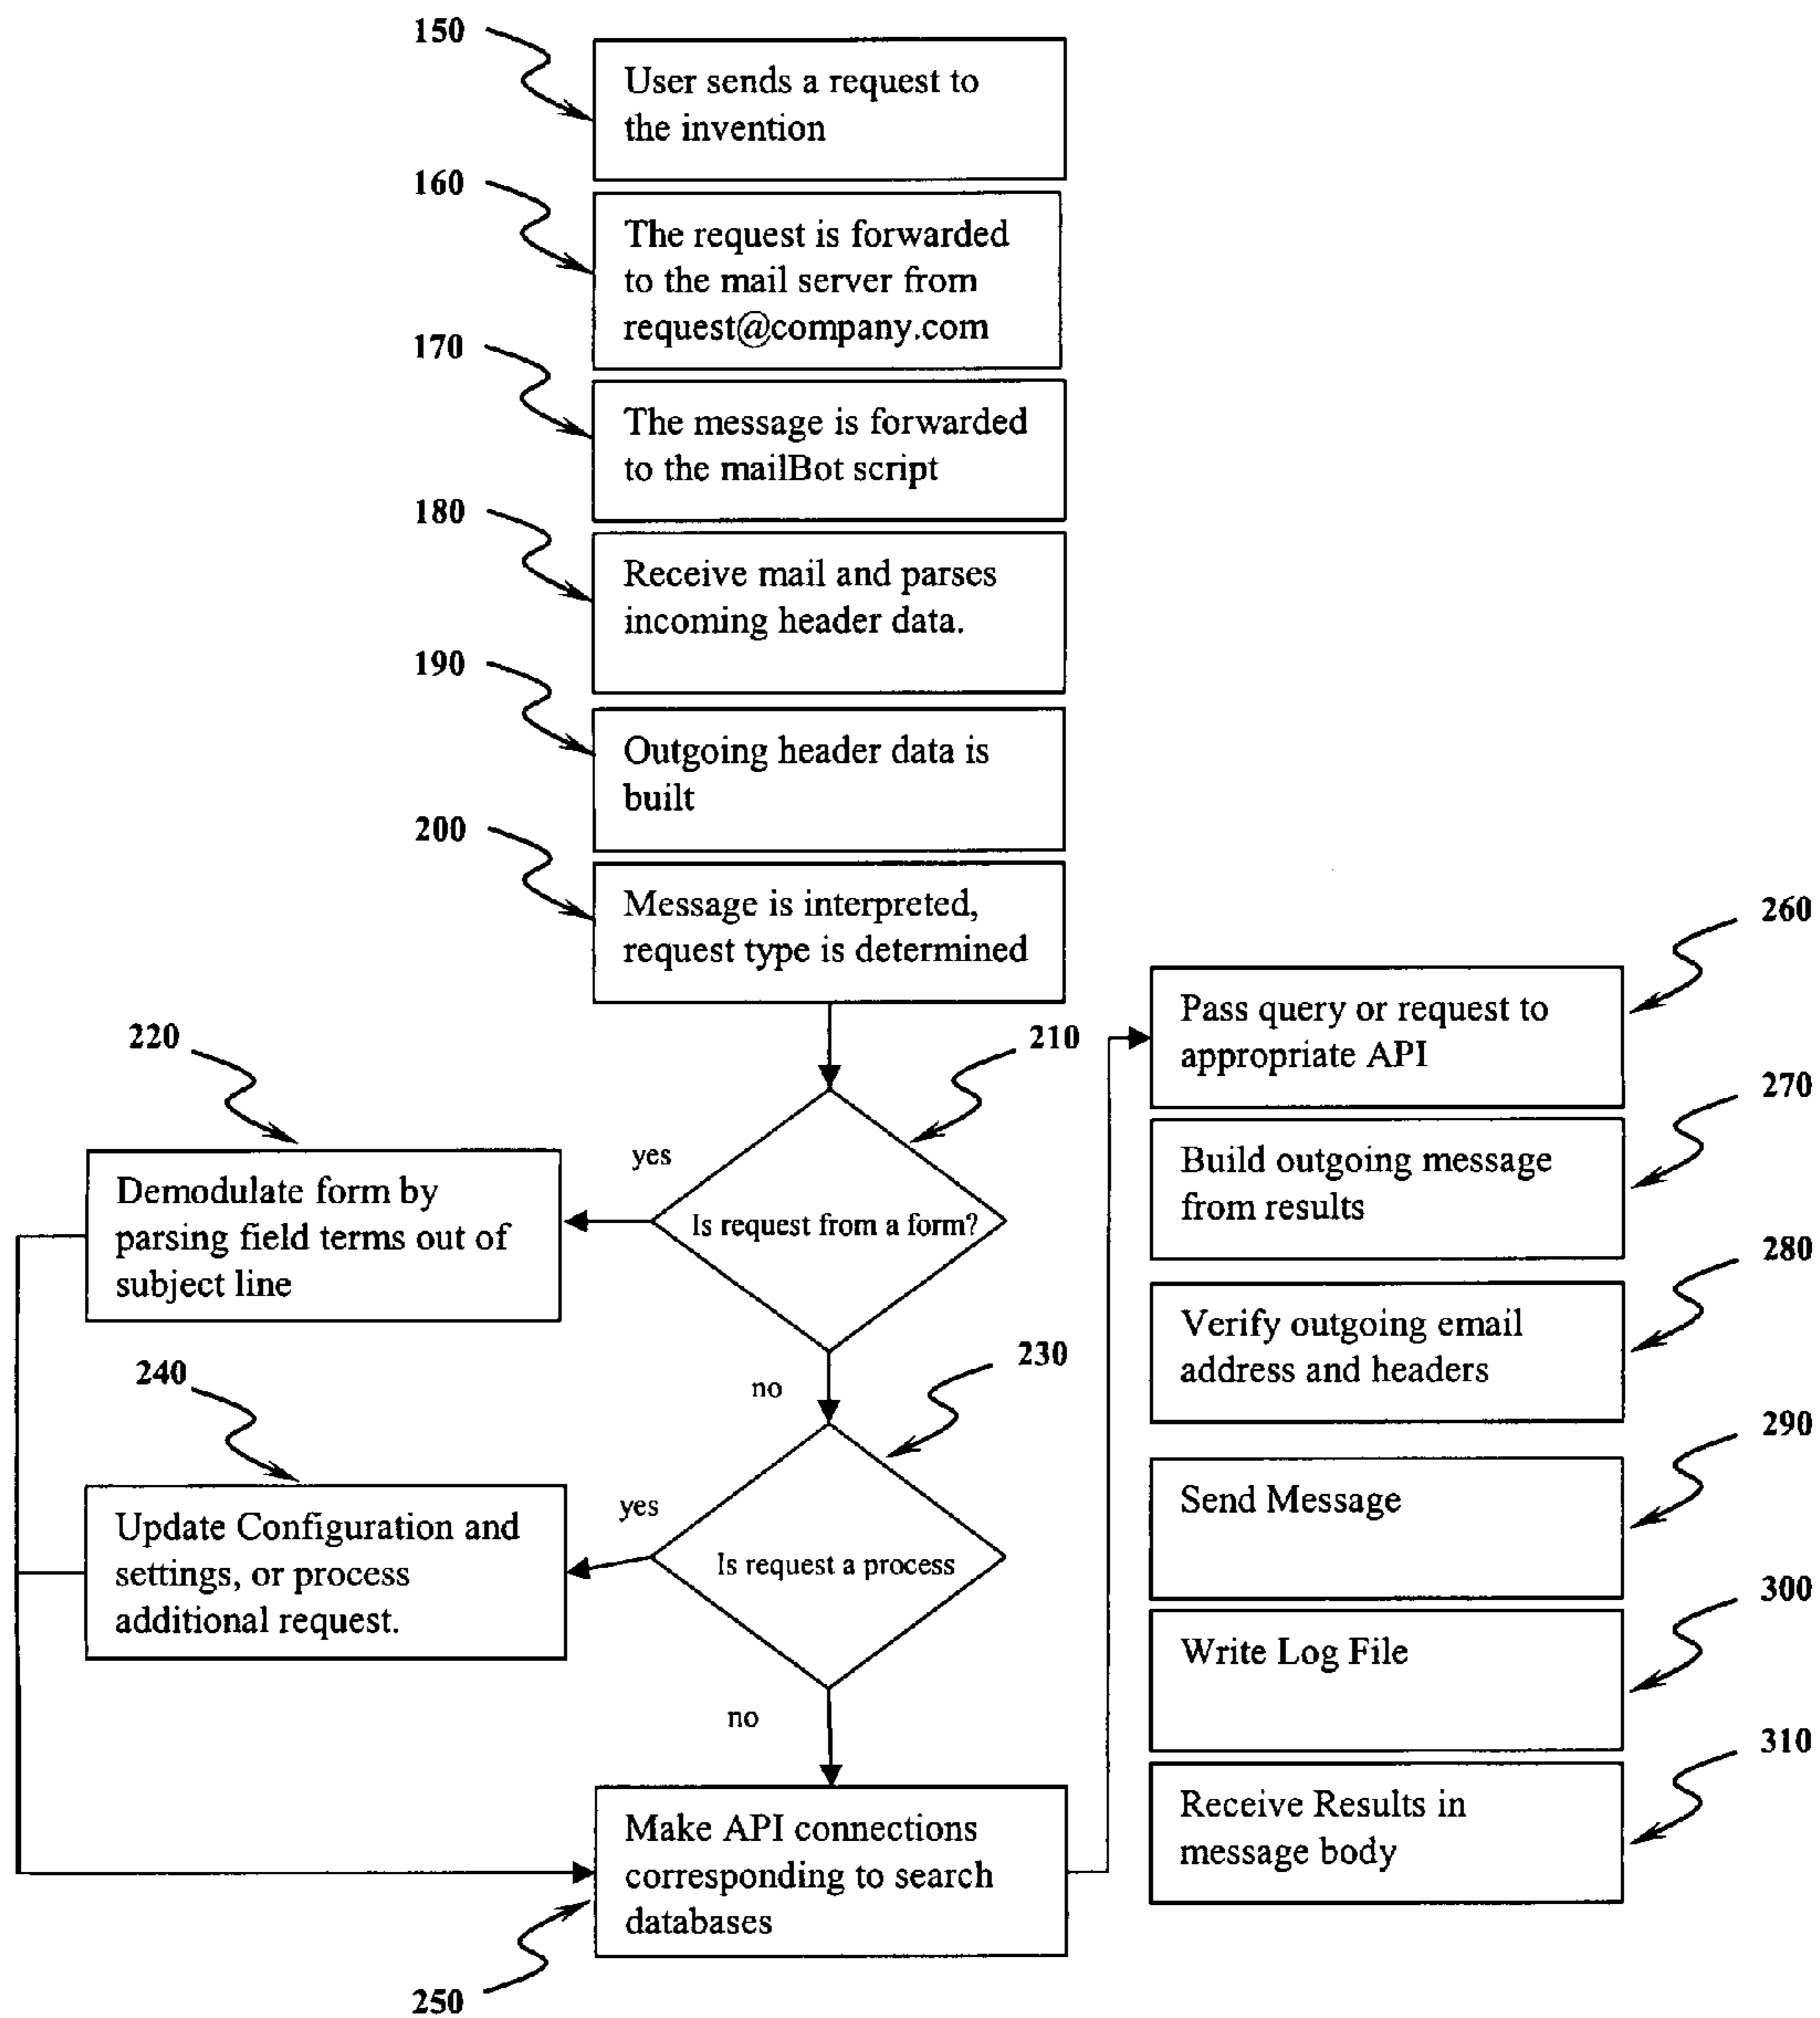 150
User sends a request to
the invention
160
The request is forwarded
to the mail server from
request@company.com
170
The message is forwarded
to the mailBot script
180
Receive mail and parses
incoming header data.
190
Outgoing header data is
built
200
Message is interpreted,
request type is determined
210
Is request from a form?
yes
no
220
Demodulate form by
parsing field terms out of
subject line
230
Is request a process
yes
no
240
Update Configuration and
settings, or process
additional request.
250
Make API connections
corresponding to search
databases
260
Pass query or request to
appropriate API
270
Build outgoing message
from results
280
Verify outgoing email
address and headers
290
Send Message
300
Write Log File
310
Receive Results in
message body